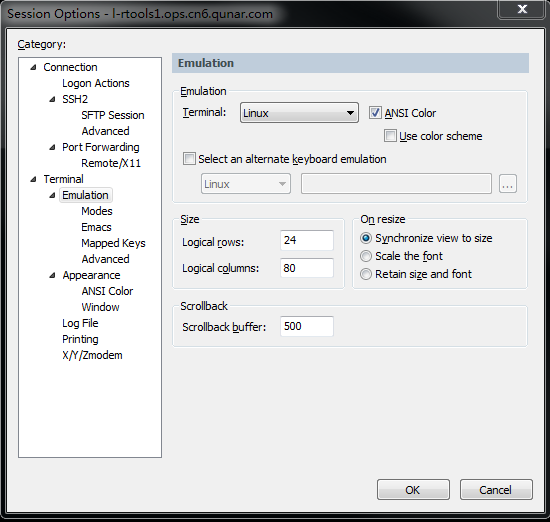 Session Options - l-rtools1.ops.cn6.qunar.com
Category:
Connection
Logon Actions
SSH2
SFTP Session
Advanced
Port Forwarding
Remote/X11
Terminal
Emulation
Modes
Emacs
Mapped Keys
Advanced
Appearance
ANSI Color
Window
Log File
Printing
X/Y/Zmodem
Emulation
Emulation
Terminal: Linux ANSI Color
Use color scheme
Select an alternate keyboard emulation
Linux ...
Size
Logical rows: 24
Logical columns: 80
On resize
Synchronize view to size
Scale the font
Retain size and font
Scrollback
Scrollback buffer: 500
OK Cancel